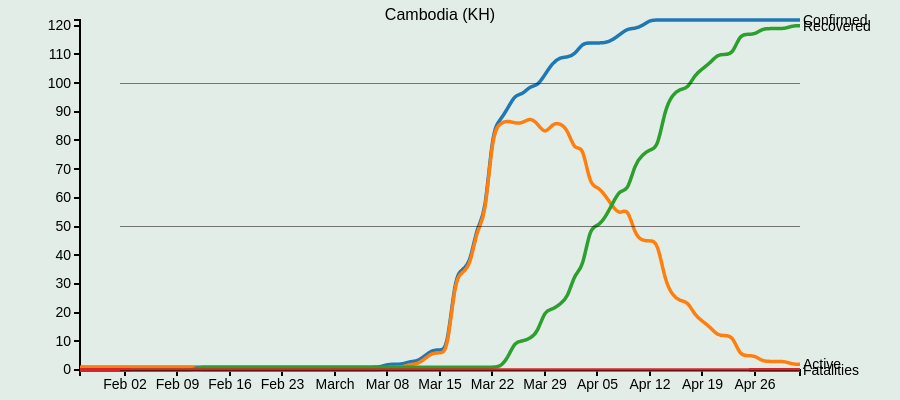 Cambodia (KH)
120
110
100
90
80
70
60
50
40
30
20
10
0
Confirmed
Recovered
Active
Fatalities
Feb 02 Feb 09 Feb 16 Feb 23 March Mar 08 Mar 15 Mar 22 Mar 29 Apr 05 Apr 12 Apr 19 Apr 26